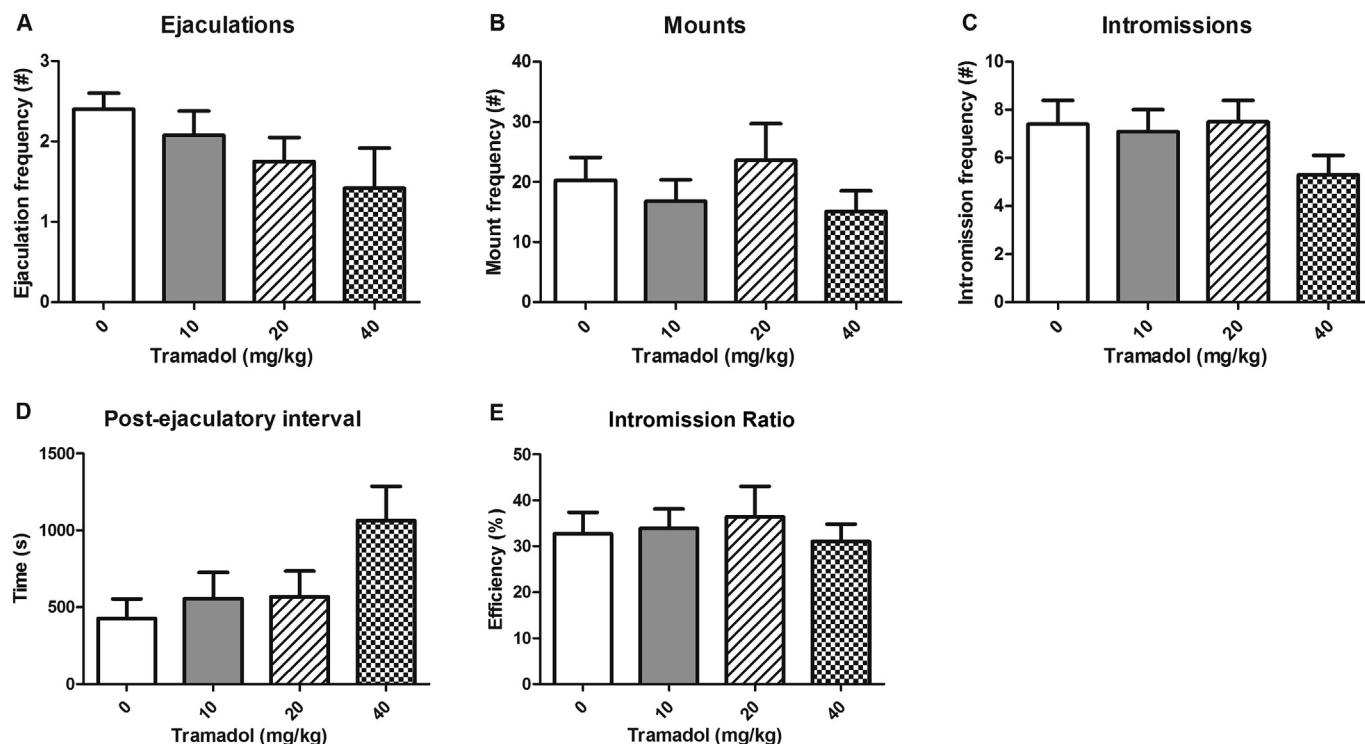 A Ejaculations
Ejaculation frequency (#)
3
2
1
0
0 10 20 40
Tramadol (mg/kg)
B Mounts
Mount frequency (#)
40
30
20
10
0
0 10 20 40
Tramadol (mg/kg)
C Intromissions
Intromission frequency (#)
10
8
6
4
2
0
0 10 20 40
Tramadol (mg/kg)
D Post-ejaculatory interval
Time (s)
1500
1000
500
0
0 10 20 40
Tramadol (mg/kg)
E Intromission Ratio
Efficiency (%)
50
40
30
20
10
0
0 10 20 40
Tramadol (mg/kg)